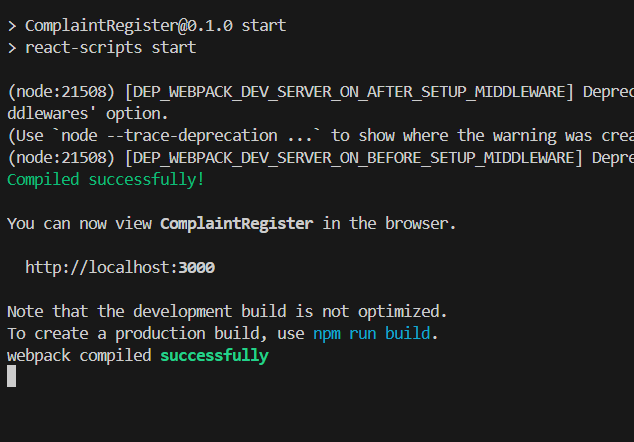 > ComplaintRegister@0.1.0 start
> react-scripts start
(node:21508) [DEP_WEBPACK_DEV_SERVER_ON_AFTER_SETUP_MIDDLEWARE] Deprec
ddlewares' option.
(Use `node --trace-deprecation ...` to show where the warning was crea
(node:21508) [DEP_WEBPACK_DEV_SERVER_ON_BEFORE_SETUP_MIDDLEWARE] Depre
Compiled successfully!
You can now view ComplaintRegister in the browser.
http://localhost:3000
Note that the development build is not optimized.
To create a production build, use npm run build.
webpack compiled successfully